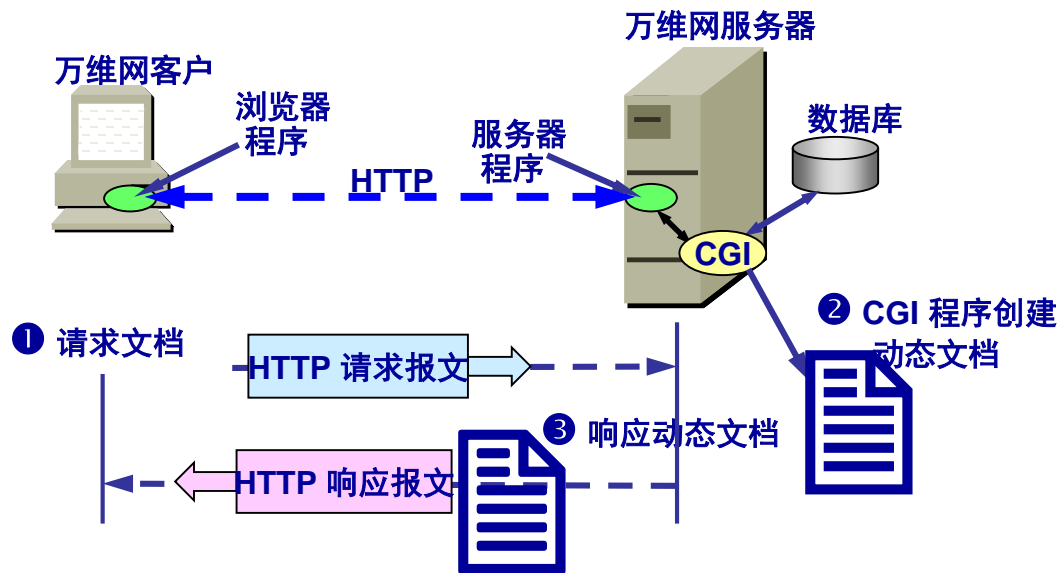 万维网服务器
万维网客户
浏览器
程序
服务器
程序
数据库
HTTP
CGI
❶ 请求文档
❷ CGI 程序创建
动态文档
HTTP 请求报文
❸ 响应动态文档
HTTP 响应报文